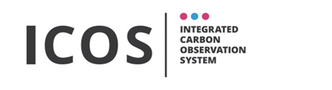 ICOS
INTEGRATED
CARBON
OBSERVATION
SYSTEM